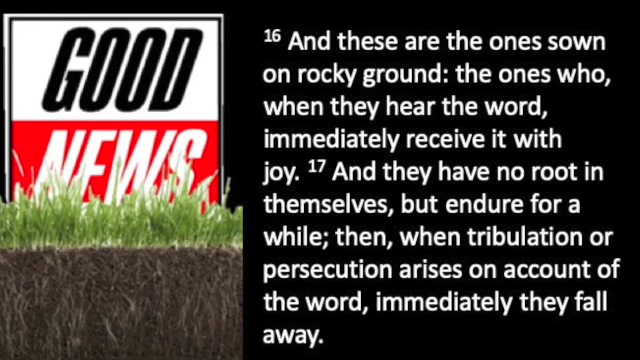 GOOD
NEWS
16 And these are the ones sown
on rocky ground: the ones who,
when they hear the word,
immediately receive it with
joy. 17 And they have no root in
themselves, but endure for a
while; then, when tribulation or
persecution arises on account of
the word, immediately they fall
away.